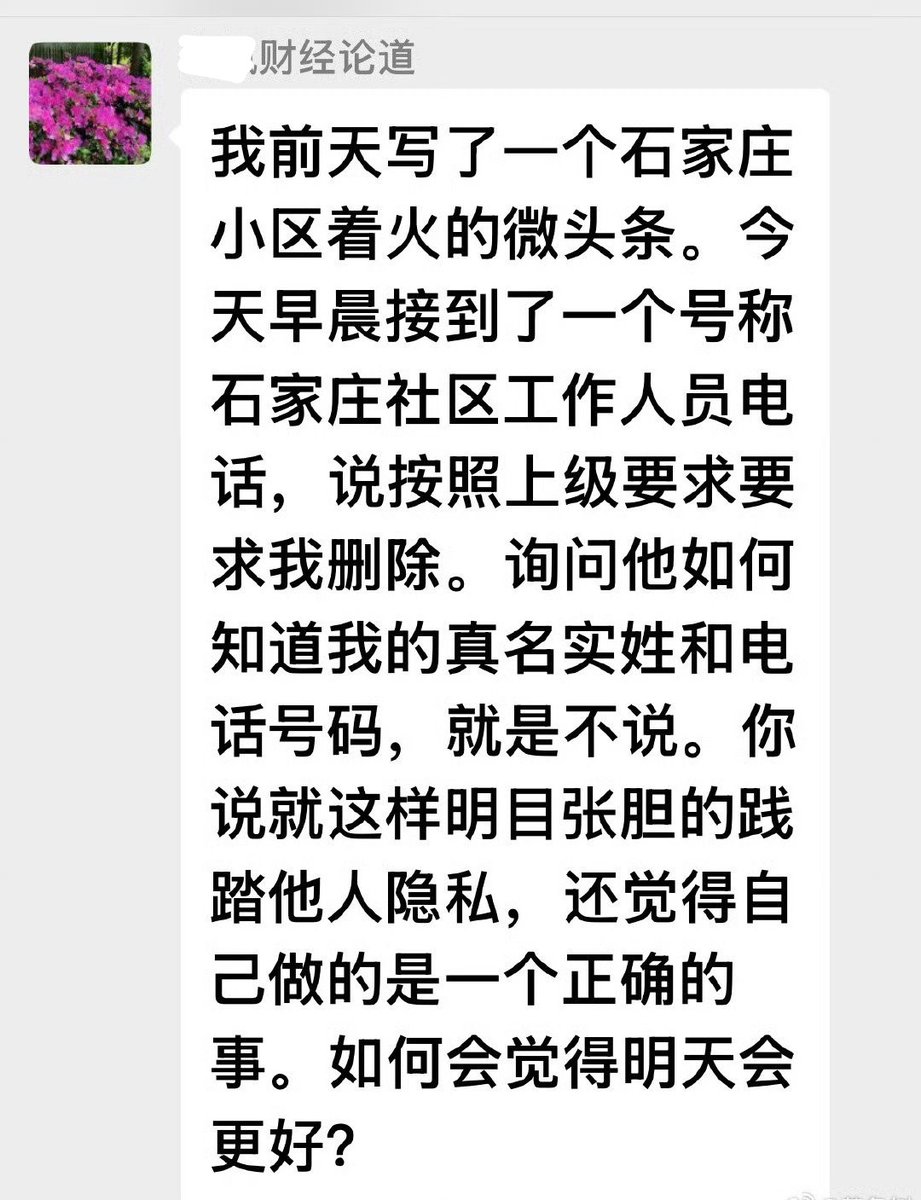 财经论道
我前天写了一个石家庄
小区着火的微头条。今
天早晨接到了一个号称
石家庄社区工作人员电
话，说按照上级要求要
求我删除。询问他如何
知道我的真名实姓和电
话号码，就是不说。你
说就这样明目张胆的践
踏他人隐私，还觉得自
己做的是一个正确的
事。如何会觉得明天会
更好？